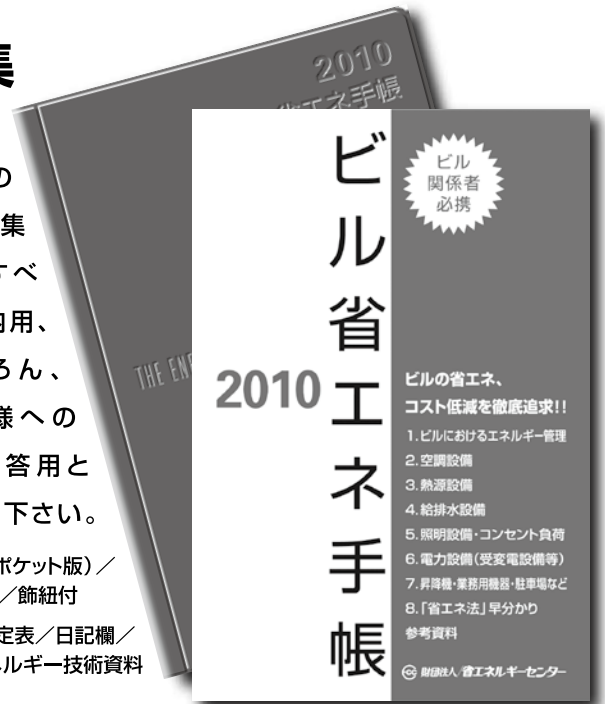 集
の
集
すべ
内用、
ろん、
様への
答用と
下さい。
ポケット版)/
/飾紐付
定表/日記欄/
ルギー技術資料
2010
省エネ手帳
THE ENE
ビル省エネ手帳
2010
ビル
関係者
必携
ビルの省エネ、
コスト低減を徹底追求!!
1.ビルにおけるエネルギー管理
2.空調設備
3.熱源設備
4.給排水設備
5.照明設備・コンセント負荷
6.電力設備(受変電設備等)
7.昇降機・業務用機器・駐車場など
8.「省エネ法」早分かり
参考資料
財団法人/省エネルギーセンター